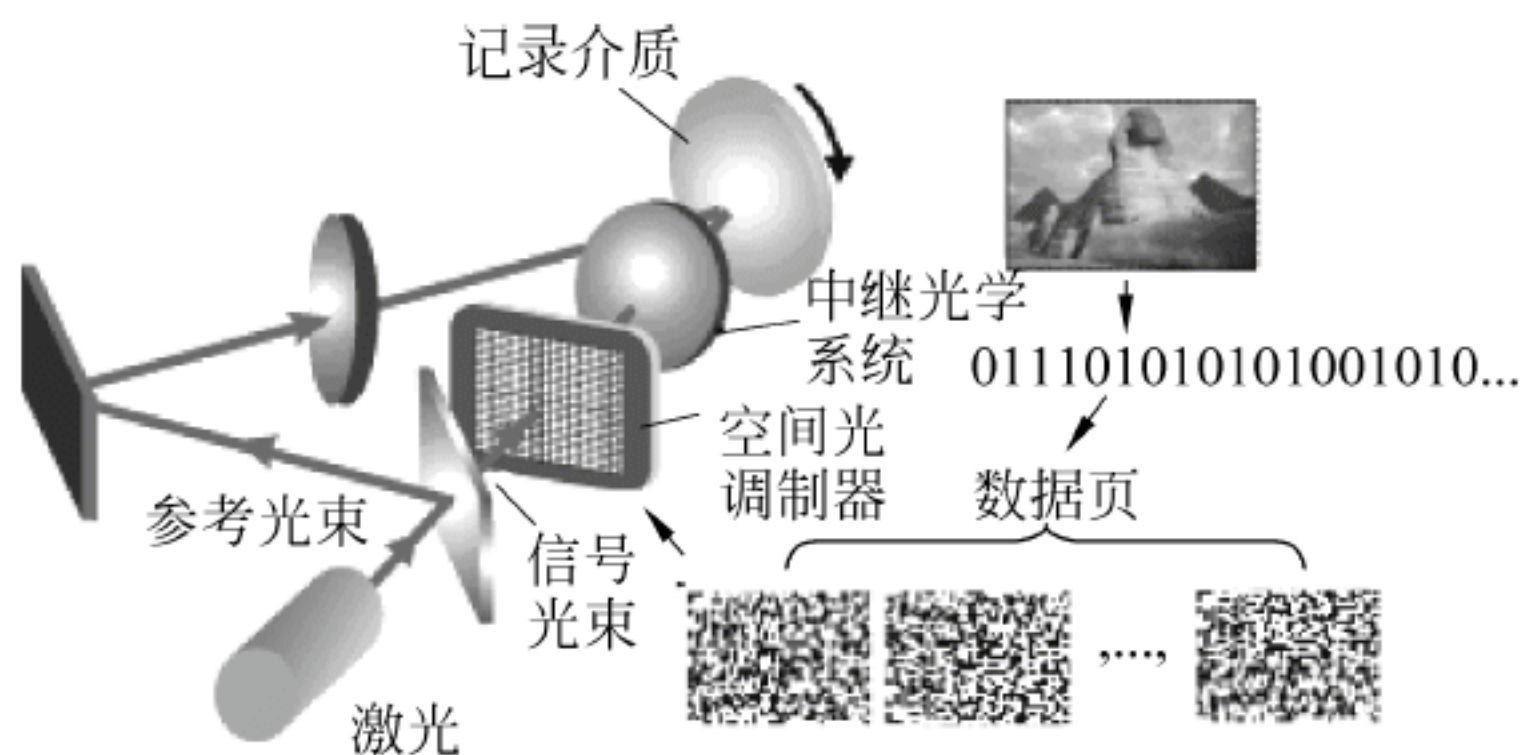 记录介质
中继光学
系统
011101010101001010...
空间光
调制器
数据页
参考光束
信号
光束
,...,
激光